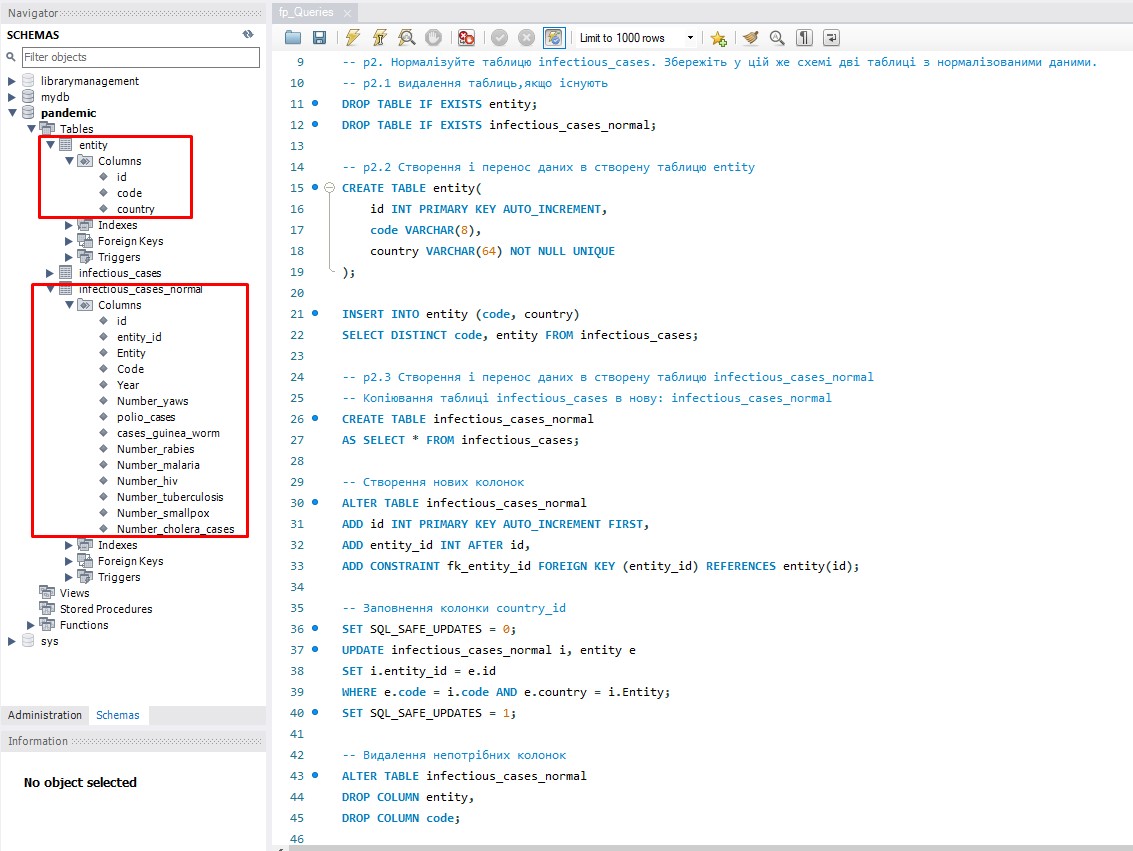 Navigator
SCHEMAS
Filter objects
librarymanagement
mydb
pandemic
Tables
entity
Columns
id
code
country
Indexes
Foreign Keys
Triggers
infectious_cases
infectious_cases_normal
Columns
id
entity_id
Entity
Code
Year
Number_yaws
polio_cases
cases_guinea_worm
Number_rabies
Number_malaria
Number_hiv
Number_tuberculosis
Number_smallpox
Number_cholera_cases
Indexes
Foreign Keys
Triggers
Views
Stored Procedures
Functions
sys
Administration Schemas
Information
No object selected
fp_Queries
Limit to 1000 rows
9 -- p2. Нормалізуйте таблицю infectious_cases. Збережіть у цій же схемі дві таблиці з нормалізованими даними.
10 -- p2.1 видалення таблиць,якщо існують
11 DROP TABLE IF EXISTS entity;
12 DROP TABLE IF EXISTS infectious_cases_normal;
13
14 -- p2.2 Створення і перенос даних в створену таблицю entity
15 CREATE TABLE entity(
16 id INT PRIMARY KEY AUTO_INCREMENT,
17 code VARCHAR(8),
18 country VARCHAR(64) NOT NULL UNIQUE
19 );
20
21 INSERT INTO entity (code, country)
22 SELECT DISTINCT code, entity FROM infectious_cases;
23
24 -- p2.3 Створення і перенос даних в створену таблицю infectious_cases_normal
25 -- Копіювання таблиці infectious_cases в нову: infectious_cases_normal
26 CREATE TABLE infectious_cases_normal
27 AS SELECT * FROM infectious_cases;
28
29 -- Створення нових колонок
30 ALTER TABLE infectious_cases_normal
31 ADD id INT PRIMARY KEY AUTO_INCREMENT FIRST,
32 ADD entity_id INT AFTER id,
33 ADD CONSTRAINT fk_entity_id FOREIGN KEY (entity_id) REFERENCES entity(id);
34
35 -- Заповнення колонки country_id
36 SET SQL_SAFE_UPDATES = 0;
37 UPDATE infectious_cases_normal i, entity e
38 SET i.entity_id = e.id
39 WHERE e.code = i.code AND e.country = i.Entity;
40 SET SQL_SAFE_UPDATES = 1;
41
42 -- Видалення непотрібних колонок
43 ALTER TABLE infectious_cases_normal
44 DROP COLUMN entity,
45 DROP COLUMN code;
46